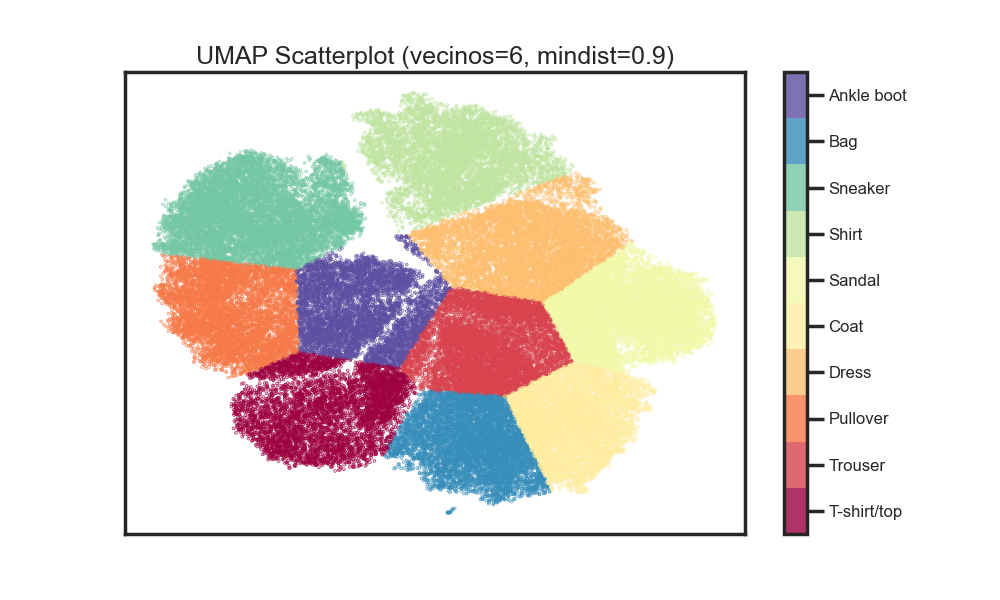 UMAP Scatterplot (vecinos=6, mindist=0.9)
Ankle boot
Bag
Sneaker
Shirt
Sandal
Coat
Dress
Pullover
Trouser
T-shirt/top